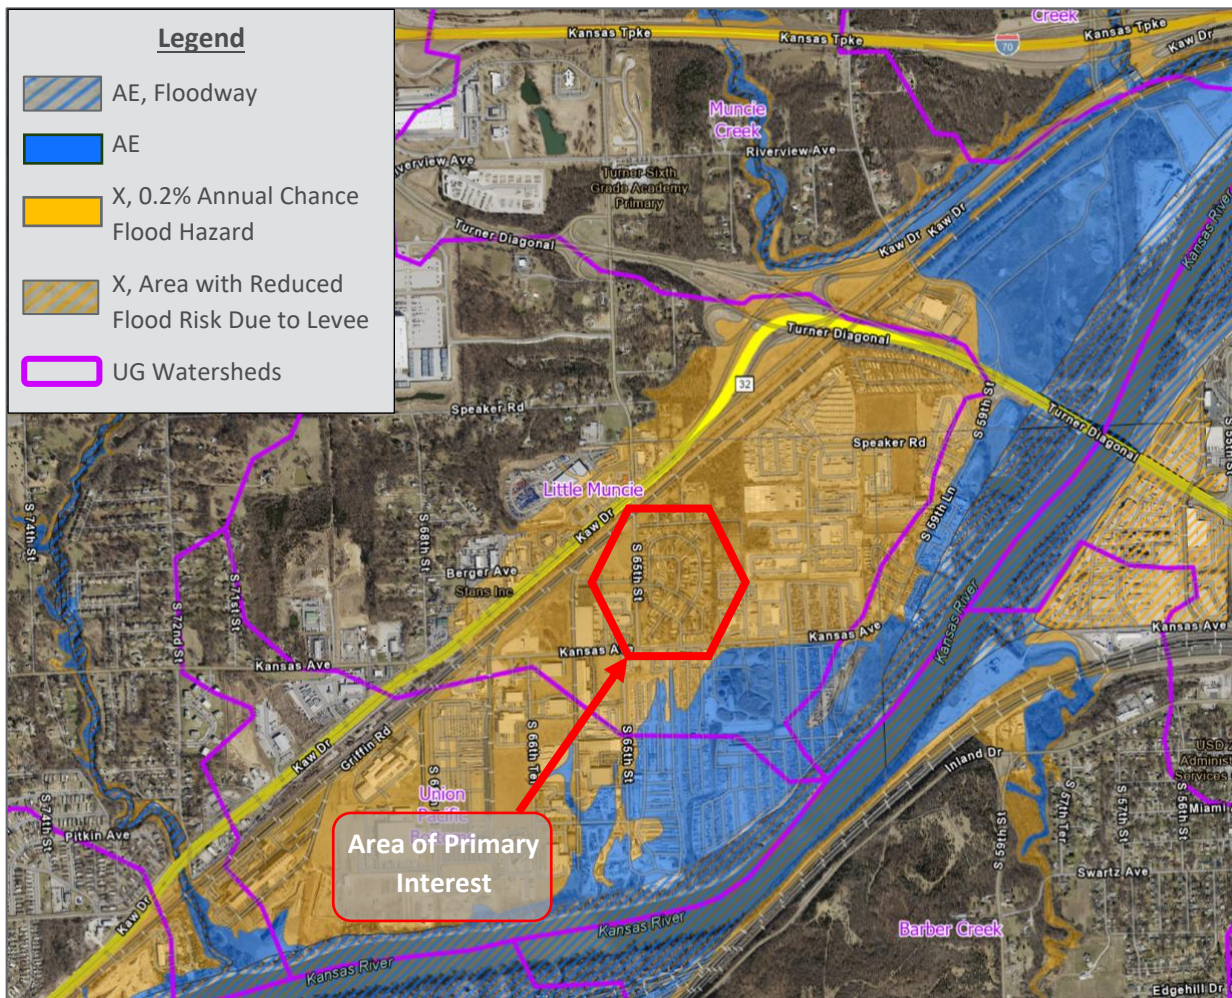 Legend
AE, Floodway
AE
X, 0.2% Annual Chance
Flood Hazard
X, Area with Reduced
Flood Risk Due to Levee
UG Watersheds
Creek
Kansas Tpke
Kansas Tpke
70
Kansas Tpke
Kaw Dr
Muncie
Creek
Riverview Ave
Turner Sixth
Grade Academy
Primary
Turner Diagonal
Kaw Dr
Kaw Dr
Kansas River
Turner Diagonal
32
S 59th St
Turner Diagonal
Speaker Rd
Speaker Rd
Little Muncie
Kaw Dr
S 59th Ln
S 74th St
S 68th St
Berger Ave
Stans Inc
S 65th St
S 72nd St
S 71st St
Kansas Ave
Kansas Ave
Kansas Ave
Kansas Ave
Kansas River
Griffin Rd
Kaw Dr
S 66th Ter
S 65th St
Inland Dr
Union
Pacific
S 74th St
Pitkin Ave
Area of Primary
Interest
S 59th St
S 57th Ter
S 57th St
S 56th St
Swartz Ave
Kaw Dr
Kansas River
Barber Creek
Kansas River
Edgehill Dr